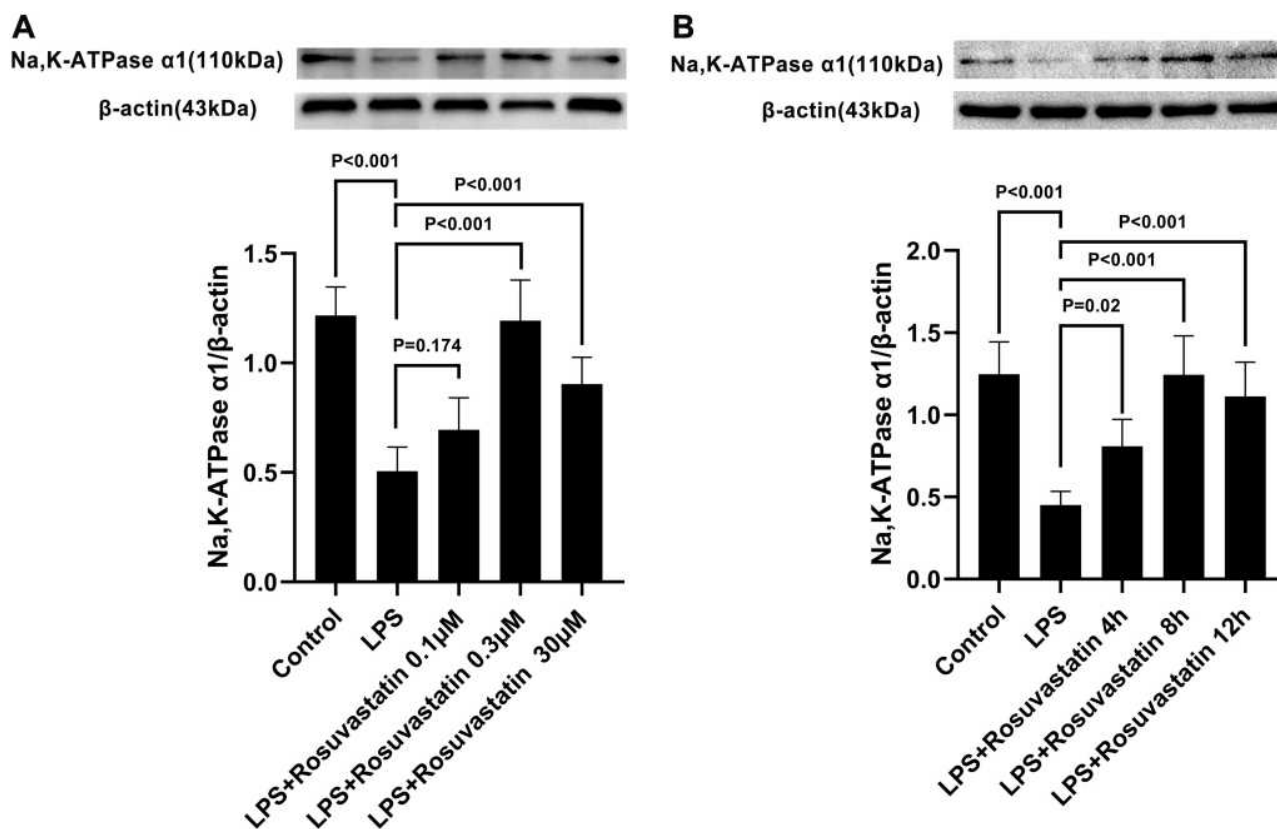 A
Na,K-ATPase α1(110kDa)
β-actin(43kDa)
P<0.001
P<0.001
P<0.001
P=0.174
Na,K-ATPase α1/β-actin
1.5
1.0
0.5
0.0
Control
LPS
LPS+Rosuvastatin 0.1μM
LPS+Rosuvastatin 0.3μM
LPS+Rosuvastatin 30μM
B
Na,K-ATPase α1(110kDa)
β-actin(43kDa)
P<0.001
P<0.001
P<0.001
P=0.02
Na,K-ATPase α1/β-actin
2.0
1.5
1.0
0.5
0.0
Control
LPS
LPS+Rosuvastatin 4h
LPS+Rosuvastatin 8h
LPS+Rosuvastatin 12h